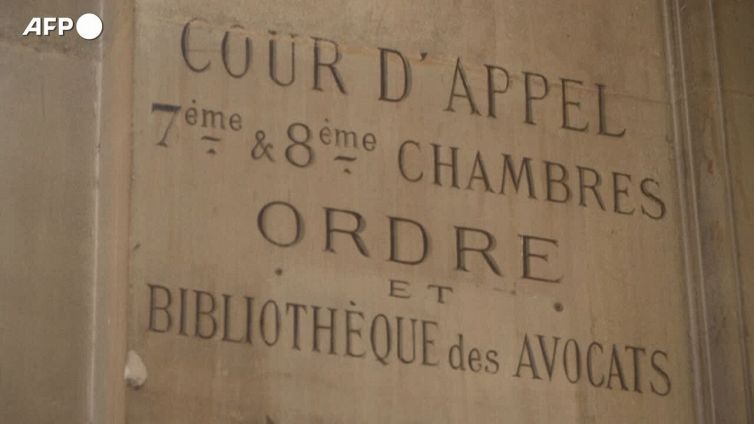 AFP
COUR D'APPEL
7ème & 8ème CHAMBRES
ORDRE
ET
BIBLIOTHÈQUE des AVOCATS